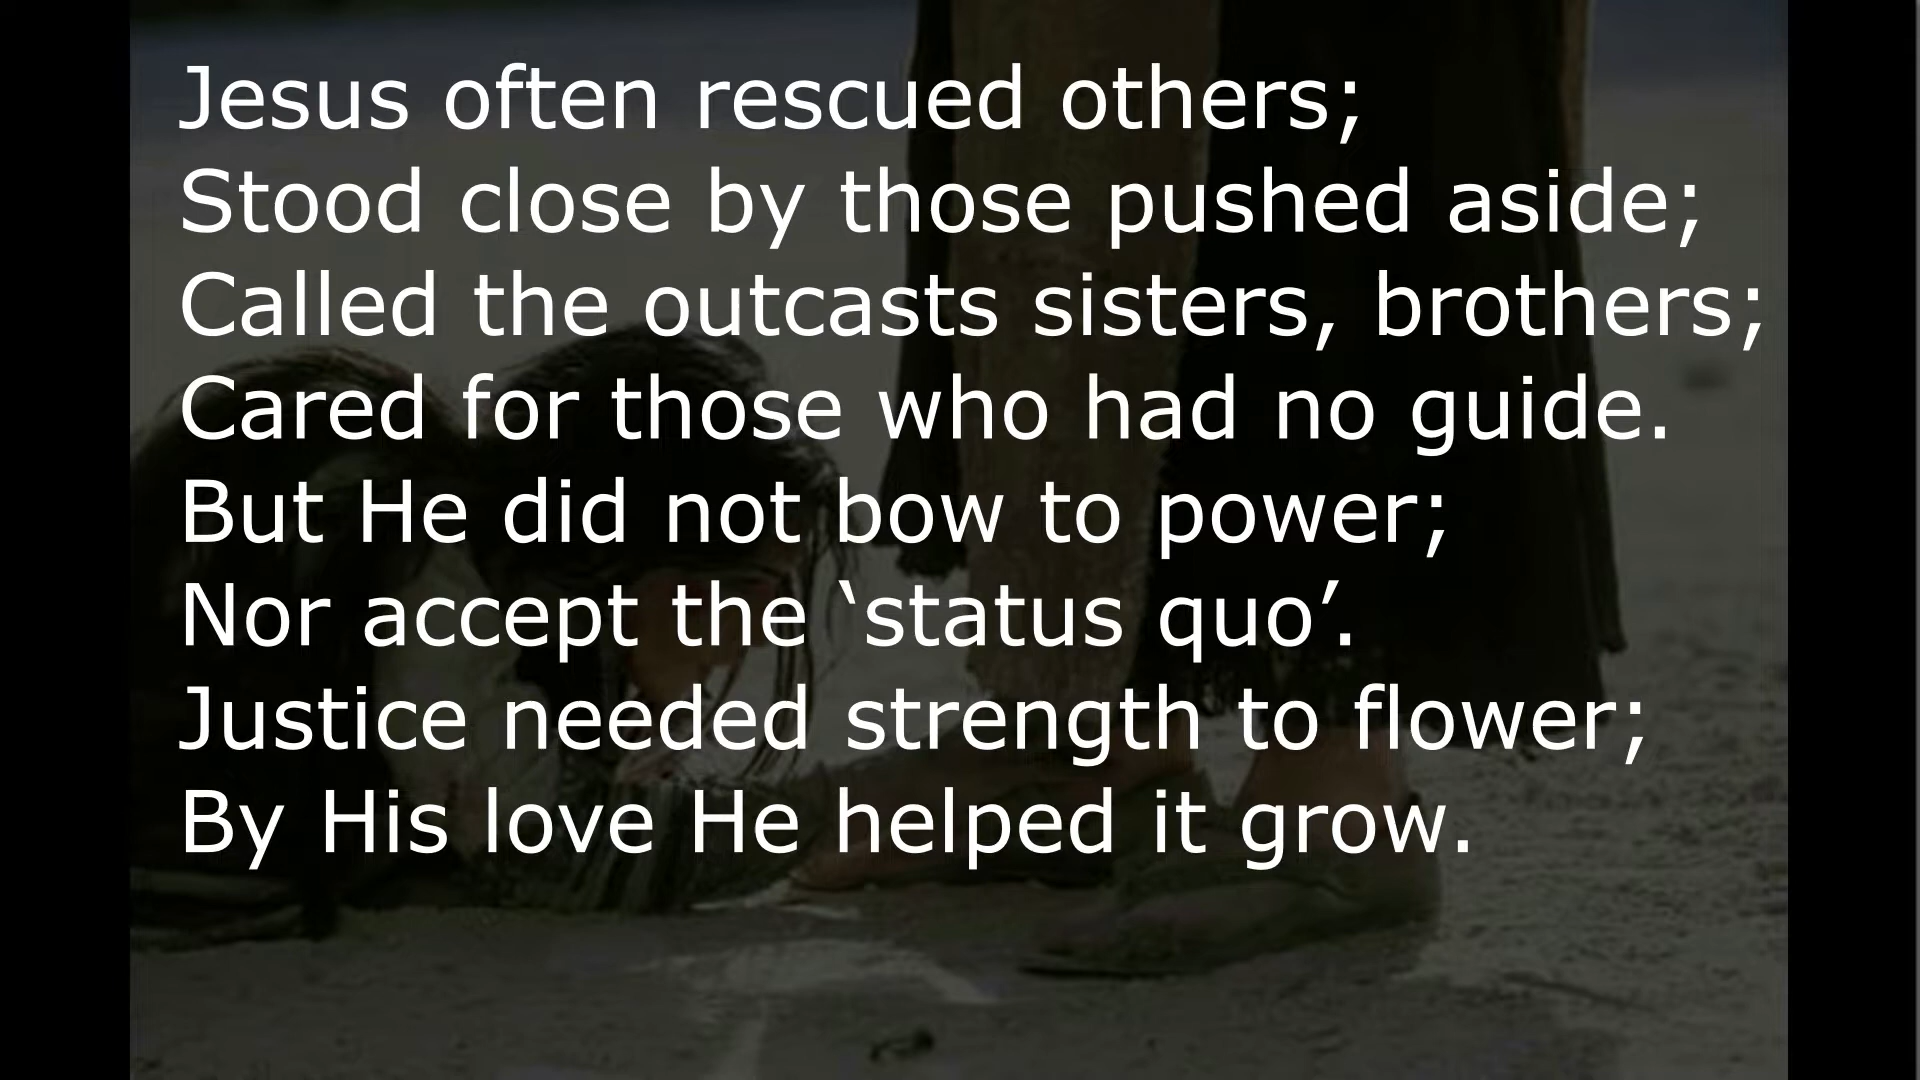 Jesus often rescued others;
Stood close by those pushed aside;
Called the outcasts sisters, brothers;
Cared for those who had no guide.
But He did not bow to power;
Nor accept the ‘status quo’.
Justice needed strength to flower;
By His love He helped it grow.